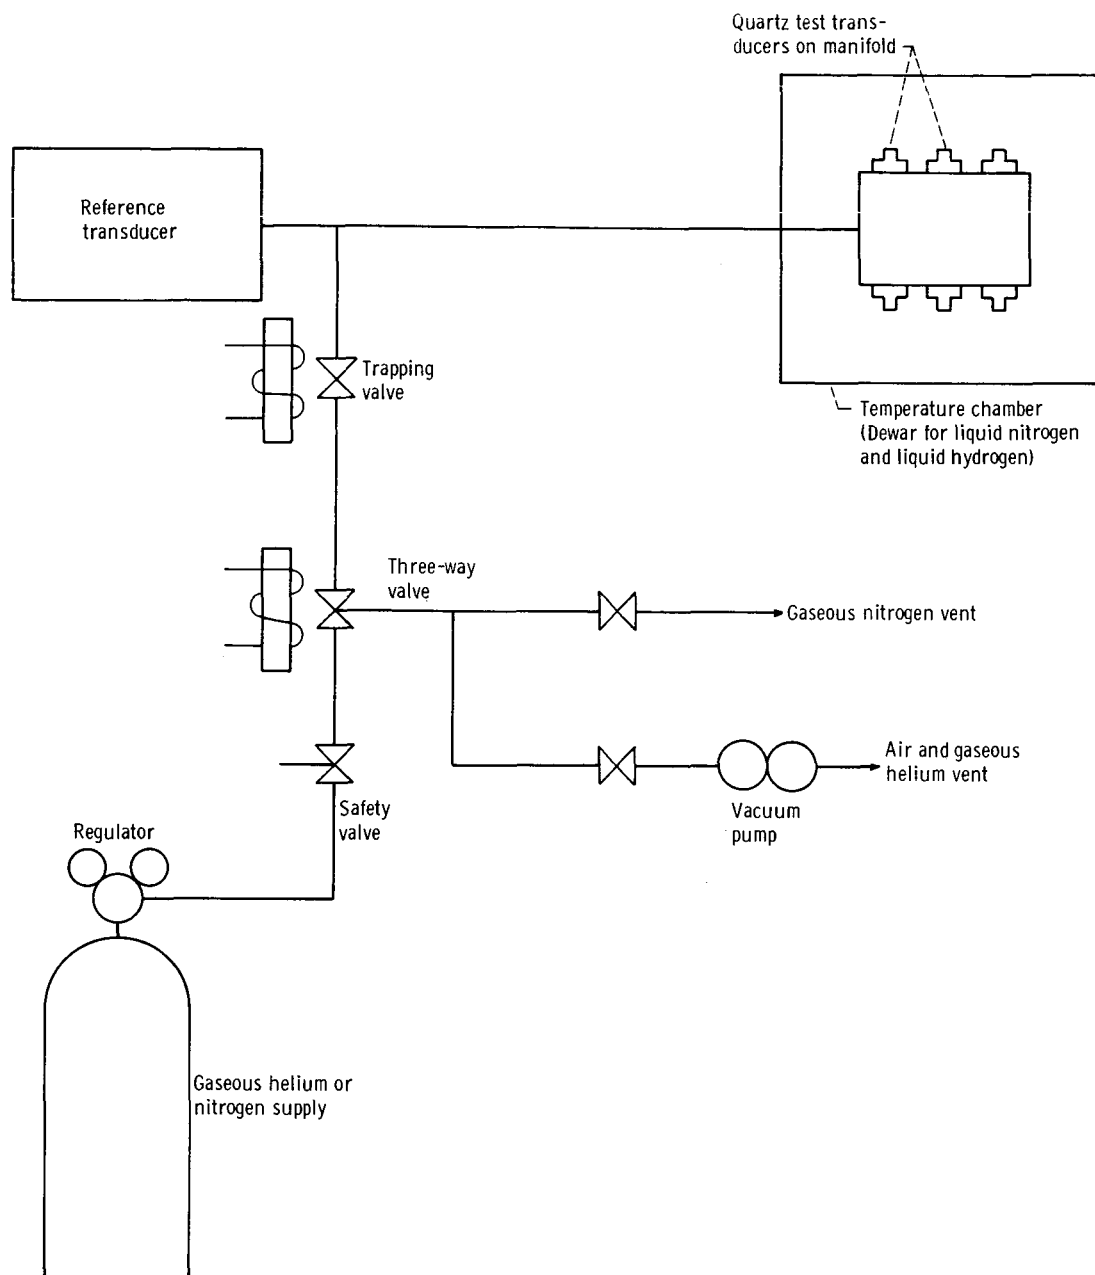 Quartz test trans-
ducers on manifold
Reference
transducer
Trapping
valve
Temperature chamber
(Dewar for liquid nitrogen
and liquid hydrogen)
Three-way
valve
Gaseous nitrogen vent
Air and gaseous
helium vent
Safety
valve
Vacuum
pump
Regulator
Gaseous helium or
nitrogen supply